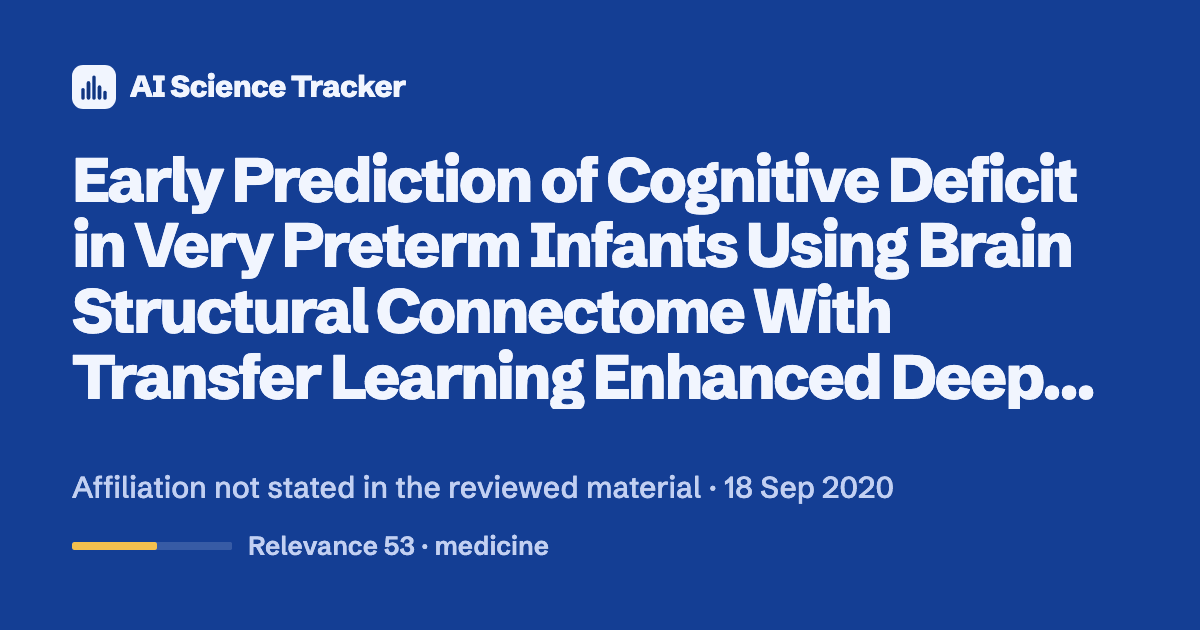 AI Science Tracker
Early Prediction of Cognitive Deficit
in Very Preterm Infants Using Brain
Structural Connectome With
Transfer Learning Enhanced Deep...
Affiliation not stated in the reviewed material · 18 Sep 2020
Relevance 53 · medicine